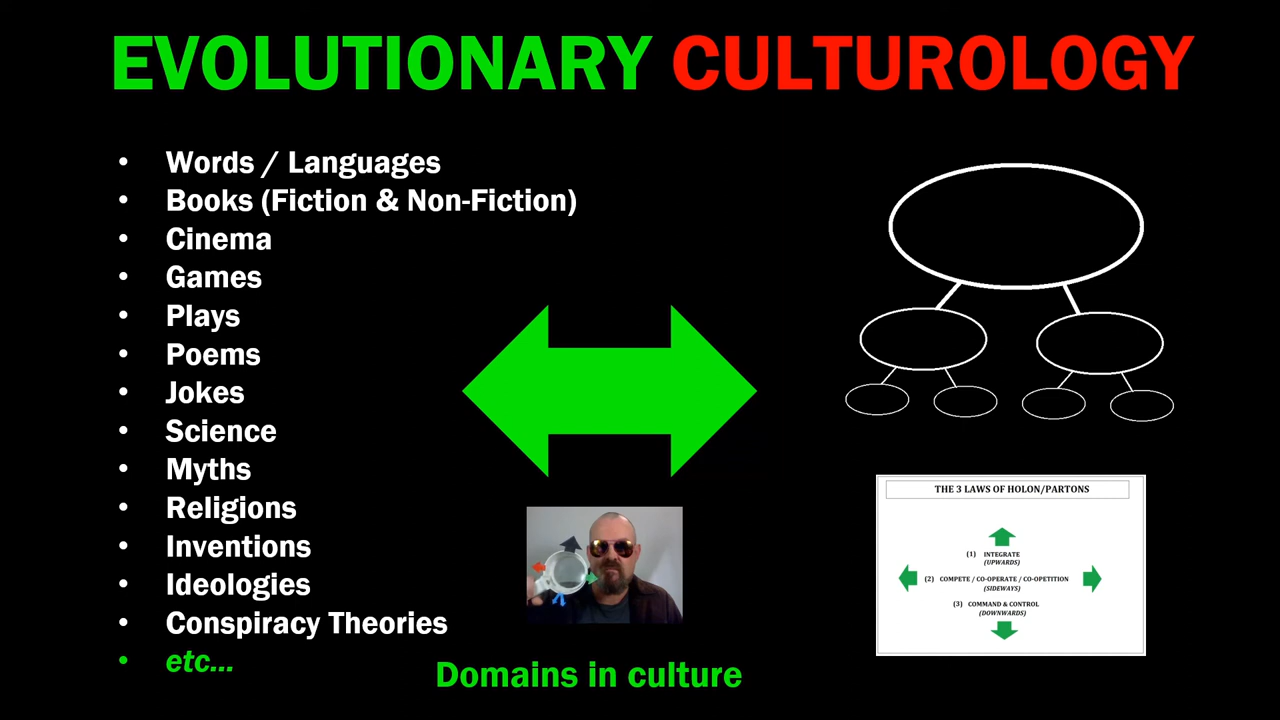 EVOLUTIONARY CULTUROLOGY
• Words / Languages
• Books (Fiction & Non-Fiction)
• Cinema
• Games
• Plays
• Poems
• Jokes
• Science
• Myths
• Religions
• Inventions
• Ideologies
• Conspiracy Theories
• etc...
Domains in culture
THE 3 LAWS OF HOLON/PARTONS
(1) INTEGRATE
(UPWARDS)
(2) COMPETE / CO-OPERATE / CO-OPETITION
(SIDEWAYS)
(3) COMMAND & CONTROL
(DOWNWARDS)